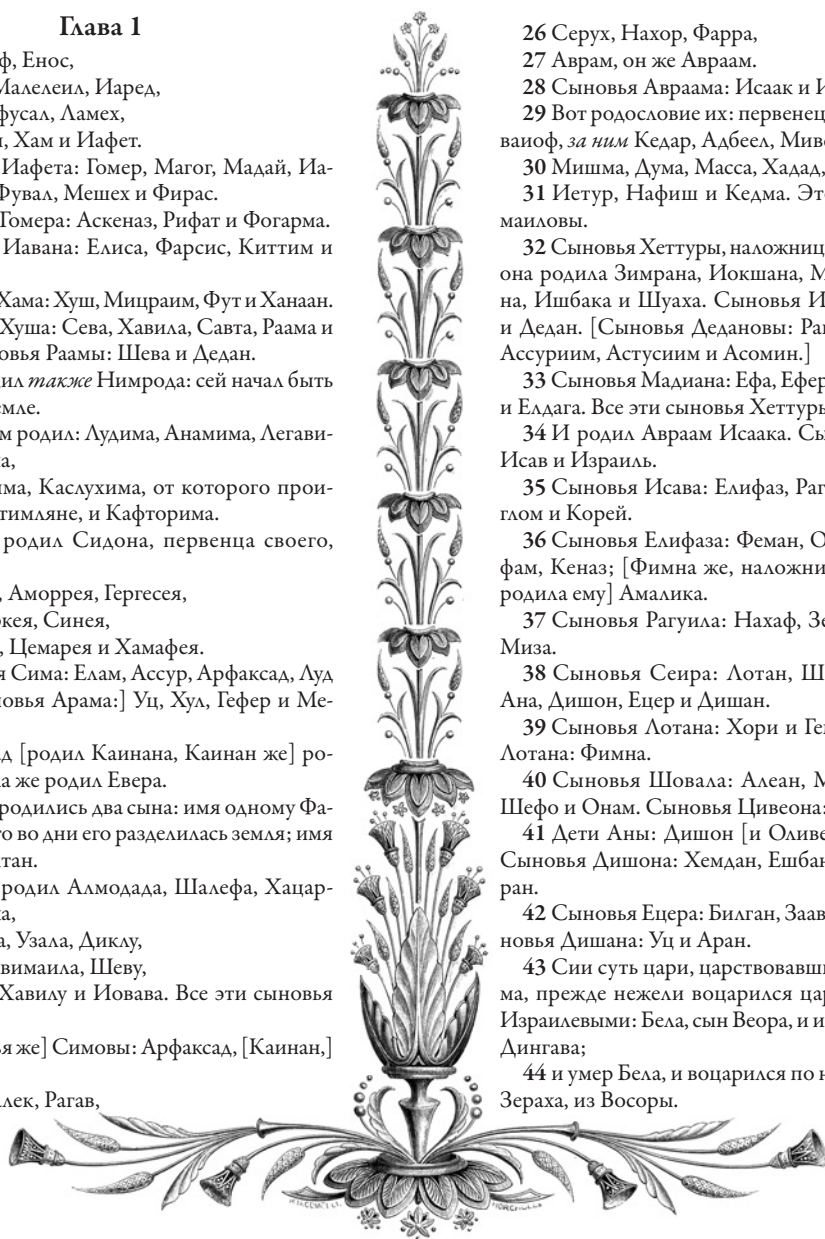 Глава 1
ф, Енос,
Малелеил, Иаред,
фусал, Ламех,
, Хам и Иафет.
Иафета: Гомер, Магог, Мадай, Иа-
Фувал, Мешех и Фирас.
Гомера: Аскеназ, Рифат и Фогарма.
Иавана: Елиса, Фарсис, Киттим и
Хама: Хуш, Мицраим, Фут и Ханаан.
Хуша: Сева, Хавила, Савта, Раама и
новья Раамы: Шева и Дедан.
дил также Нимрода: сей начал быть
емле.
м родил: Лудима, Анамима, Легави-
а,
има, Каслухима, от которого прои-
тимляне, и Кафторима.
родил Сидона, первенца своего,
, Аморрея, Гергесея,
кея, Синея,
, Цемарея и Хамафея.
я Сима: Елам, Ассур, Арфаксад, Луд
новья Арама:] Уц, Хул, Гефер и Ме-
ад [родил Каинана, Каинан же] ро-
а же родил Евера.
родились два сына: имя одному Фа-
то во дни его разделилась земля; имя
тан.
родил Алмодада, Шалефа, Хацар-
а,
а, Узала, Диклу,
вимаила, Шеву,
Хавилу и Иовава. Все эти сыновья
ья же] Симовы: Арфаксад, [Каинан,]
лек, Рагав,
26 Серух, Нахор, Фарра,
27 Аврам, он же Авраам.
28 Сыновья Авраама: Исаак и И
29 Вот родословие их: первенец
ваиоф, за ним Кедар, Адбеел, Мив
30 Мишма, Дума, Масса, Хадад,
31 Иетур, Нафиш и Кедма. Эт
маиловы.
32 Сыновья Хеттуры, наложниц
она родила Зимрана, Иокшана, М
на, Ишбака и Шуаха. Сыновья И
и Дедан. [Сыновья Дедановы: Ра
Ассуриим, Астусиим и Асомин.]
33 Сыновья Мадиана: Ефа, Ефер
и Елдага. Все эти сыновья Хеттуры
34 И родил Авраам Исаака. Сы
Исав и Израиль.
35 Сыновья Исава: Елифаз, Раг
глом и Корей.
36 Сыновья Елифаза: Феман, О
фам, Кеназ; [Фимна же, наложни
родила ему] Амалика.
37 Сыновья Рагуила: Нахаф, Зе
Миза.
38 Сыновья Сеира: Лотан, Ш
Ана, Дишон, Ецер и Дишан.
39 Сыновья Лотана: Хори и Ге
Лотана: Фимна.
40 Сыновья Шовала: Алеан, М
Шефо и Онам. Сыновья Цивеона:
41 Дети Аны: Дишон [и Оливе
Сыновья Дишона: Хемдан, Ешбан
ран.
42 Сыновья Ецера: Билган, Заав
новья Дишана: Уц и Аран.
43 Сии суть цари, царствовавши
ма, прежде нежели воцарился цар
Израилевыми: Бела, сын Веора, и и
Дингава;
44 и умер Бела, и воцарился по н
Зераха, из Восоры.